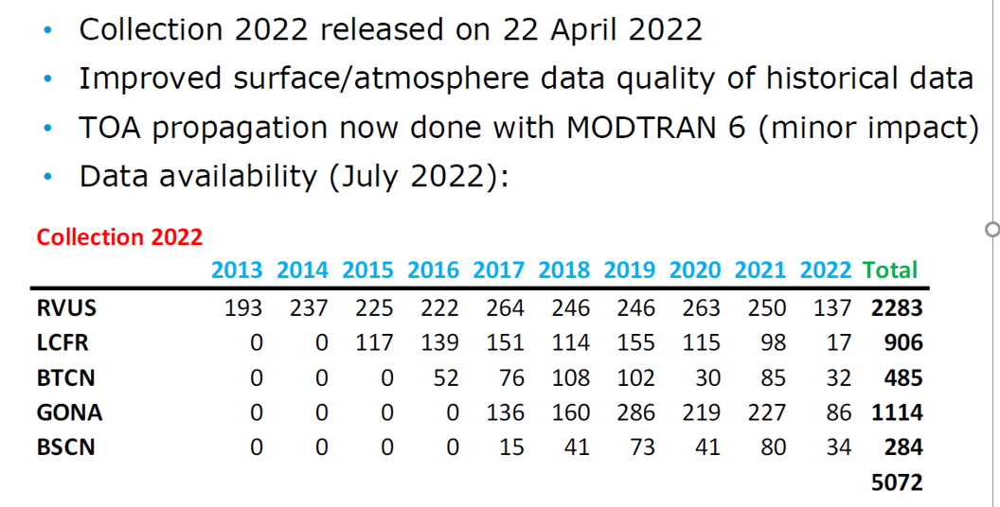 • Collection 2022 released on 22 April 2022
• Improved surface/atmosphere data quality of historical data
• TOA propagation now done with MODTRAN 6 (minor impact)
• Data availability (July 2022):
Collection 2022
2013 2014 2015 2016 2017 2018 2019 2020 2021 2022 Total
RVUS 193 237 225 222 264 246 246 263 250 137 2283
LCFR 0 0 117 139 151 114 155 115 98 17 906
BTCN 0 0 0 52 76 108 102 30 85 32 485
GONA 0 0 0 0 136 160 286 219 227 86 1114
BSCN 0 0 0 0 15 41 73 41 80 34 284
5072